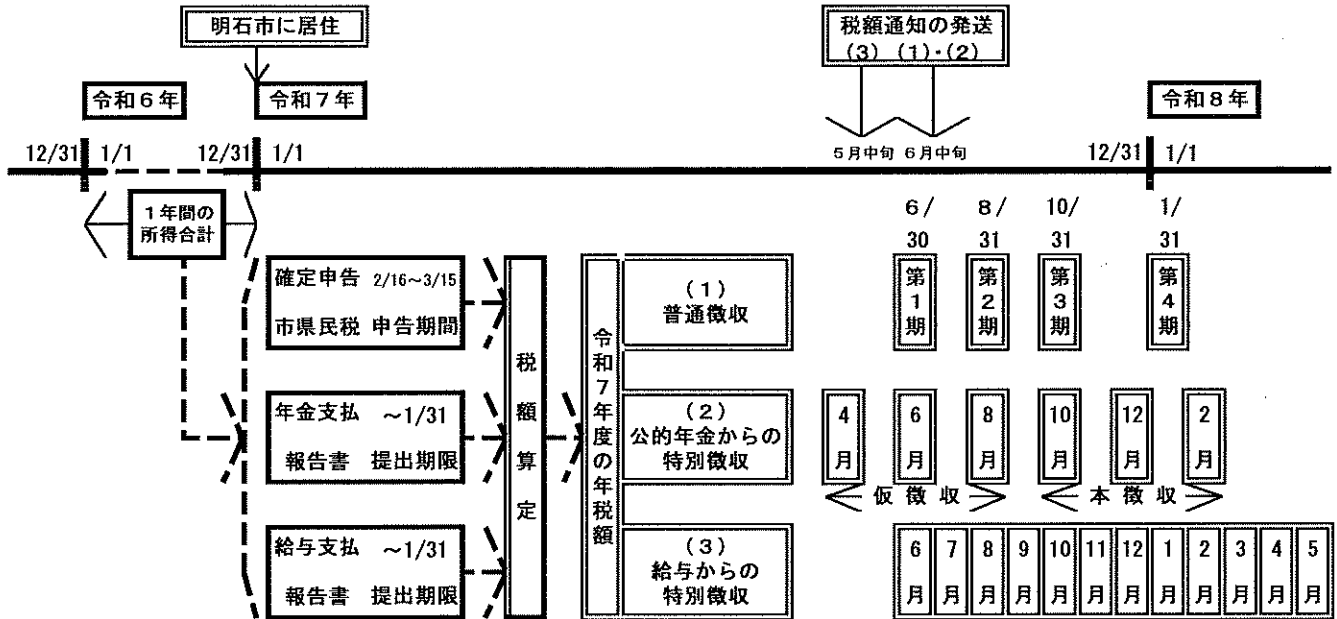 明石市に居住
税額通知の発送
(3) (1)・(2)
令和6年
令和7年
令和8年
12/31 1/1 12/31 1/1 5月中旬 6月中旬 12/31 1/1
1年間の
所得合計
6/30 8/31 10/31 1/31
第1期 第2期 第3期 第4期
確定申告 2/16～3/15
市県民税 申告期間
年金支払 ～1/31
報告書 提出期限
給与支払 ～1/31
報告書 提出期限
税額算定
令和7年度の年税額
(1)
普通徴収
(2)
公的年金からの
特別徴収
(3)
給与からの
特別徴収
4月 6月 8月 10月 12月 2月
仮徴収 本徴収
6月 7月 8月 9月 10月 11月 12月 1月 2月 3月 4月 5月